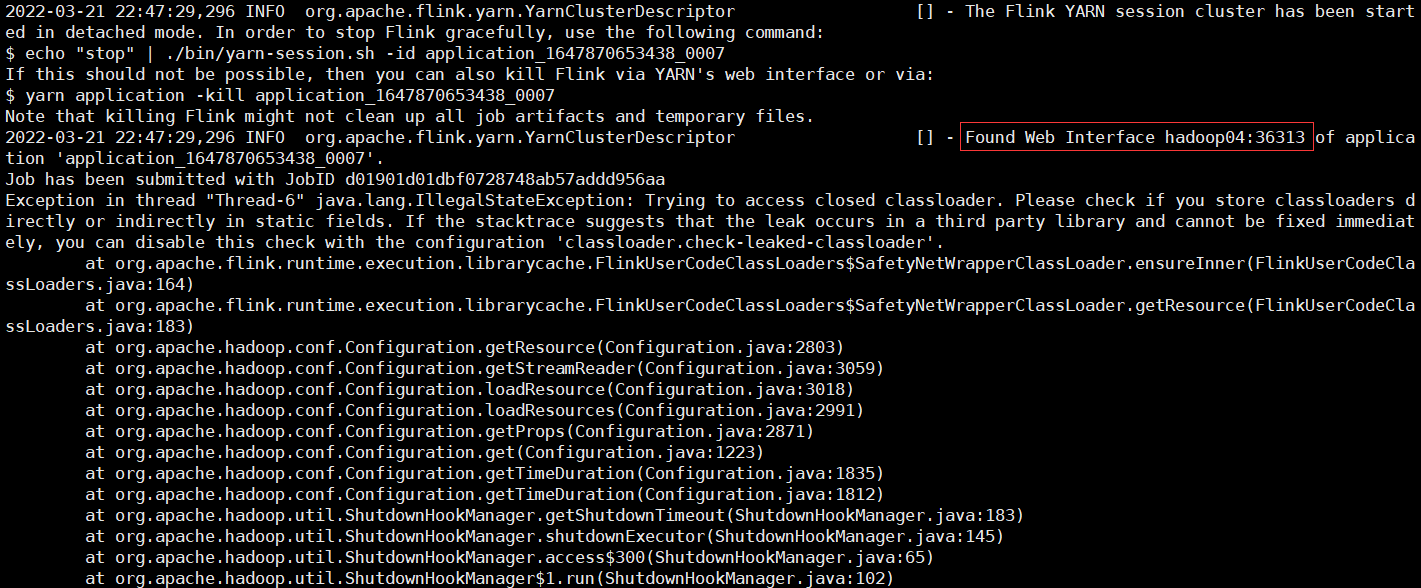 2022-03-21 22:47:29,296 INFO  org.apache.flink.yarn.YarnClusterDescriptor                  [] - The Flink YARN session cluster has been start
ed in detached mode. In order to stop Flink gracefully, use the following command:
$ echo "stop" | ./bin/yarn-session.sh -id application_1647870653438_0007
If this should not be possible, then you can also kill Flink via YARN's web interface or via:
$ yarn application -kill application_1647870653438_0007
Note that killing Flink might not clean up all job artifacts and temporary files.
2022-03-21 22:47:29,296 INFO  org.apache.flink.yarn.YarnClusterDescriptor                  [] - Found Web Interface hadoop04:36313 of applica
tion 'application_1647870653438_0007'.
Job has been submitted with JobID d01901d01dbf0728748ab57addd956aa
Exception in thread "Thread-6" java.lang.IllegalStateException: Trying to access closed classloader. Please check if you store classloaders d
irectly or indirectly in static fields. If the stacktrace suggests that the leak occurs in a third party library and cannot be fixed immediat
ely, you can disable this check with the configuration 'classloader.check-leaked-classloader'.
        at org.apache.flink.runtime.execution.librarycache.FlinkUserCodeClassLoaders$SafetyNetWrapperClassLoader.ensureInner(FlinkUserCodeCla
ssLoaders.java:164)
        at org.apache.flink.runtime.execution.librarycache.FlinkUserCodeClassLoaders$SafetyNetWrapperClassLoader.getResource(FlinkUserCodeCla
ssLoaders.java:183)
        at org.apache.hadoop.conf.Configuration.getResource(Configuration.java:2803)
        at org.apache.hadoop.conf.Configuration.getStreamReader(Configuration.java:3059)
        at org.apache.hadoop.conf.Configuration.loadResource(Configuration.java:3018)
        at org.apache.hadoop.conf.Configuration.loadResources(Configuration.java:2991)
        at org.apache.hadoop.conf.Configuration.getProps(Configuration.java:2871)
        at org.apache.hadoop.conf.Configuration.get(Configuration.java:1223)
        at org.apache.hadoop.conf.Configuration.getTimeDuration(Configuration.java:1835)
        at org.apache.hadoop.conf.Configuration.getTimeDuration(Configuration.java:1812)
        at org.apache.hadoop.util.ShutdownHookManager.getShutdownTimeout(ShutdownHookManager.java:183)
        at org.apache.hadoop.util.ShutdownHookManager.shutdownExecutor(ShutdownHookManager.java:145)
        at org.apache.hadoop.util.ShutdownHookManager.access$300(ShutdownHookManager.java:65)
        at org.apache.hadoop.util.ShutdownHookManager$1.run(ShutdownHookManager.java:102)